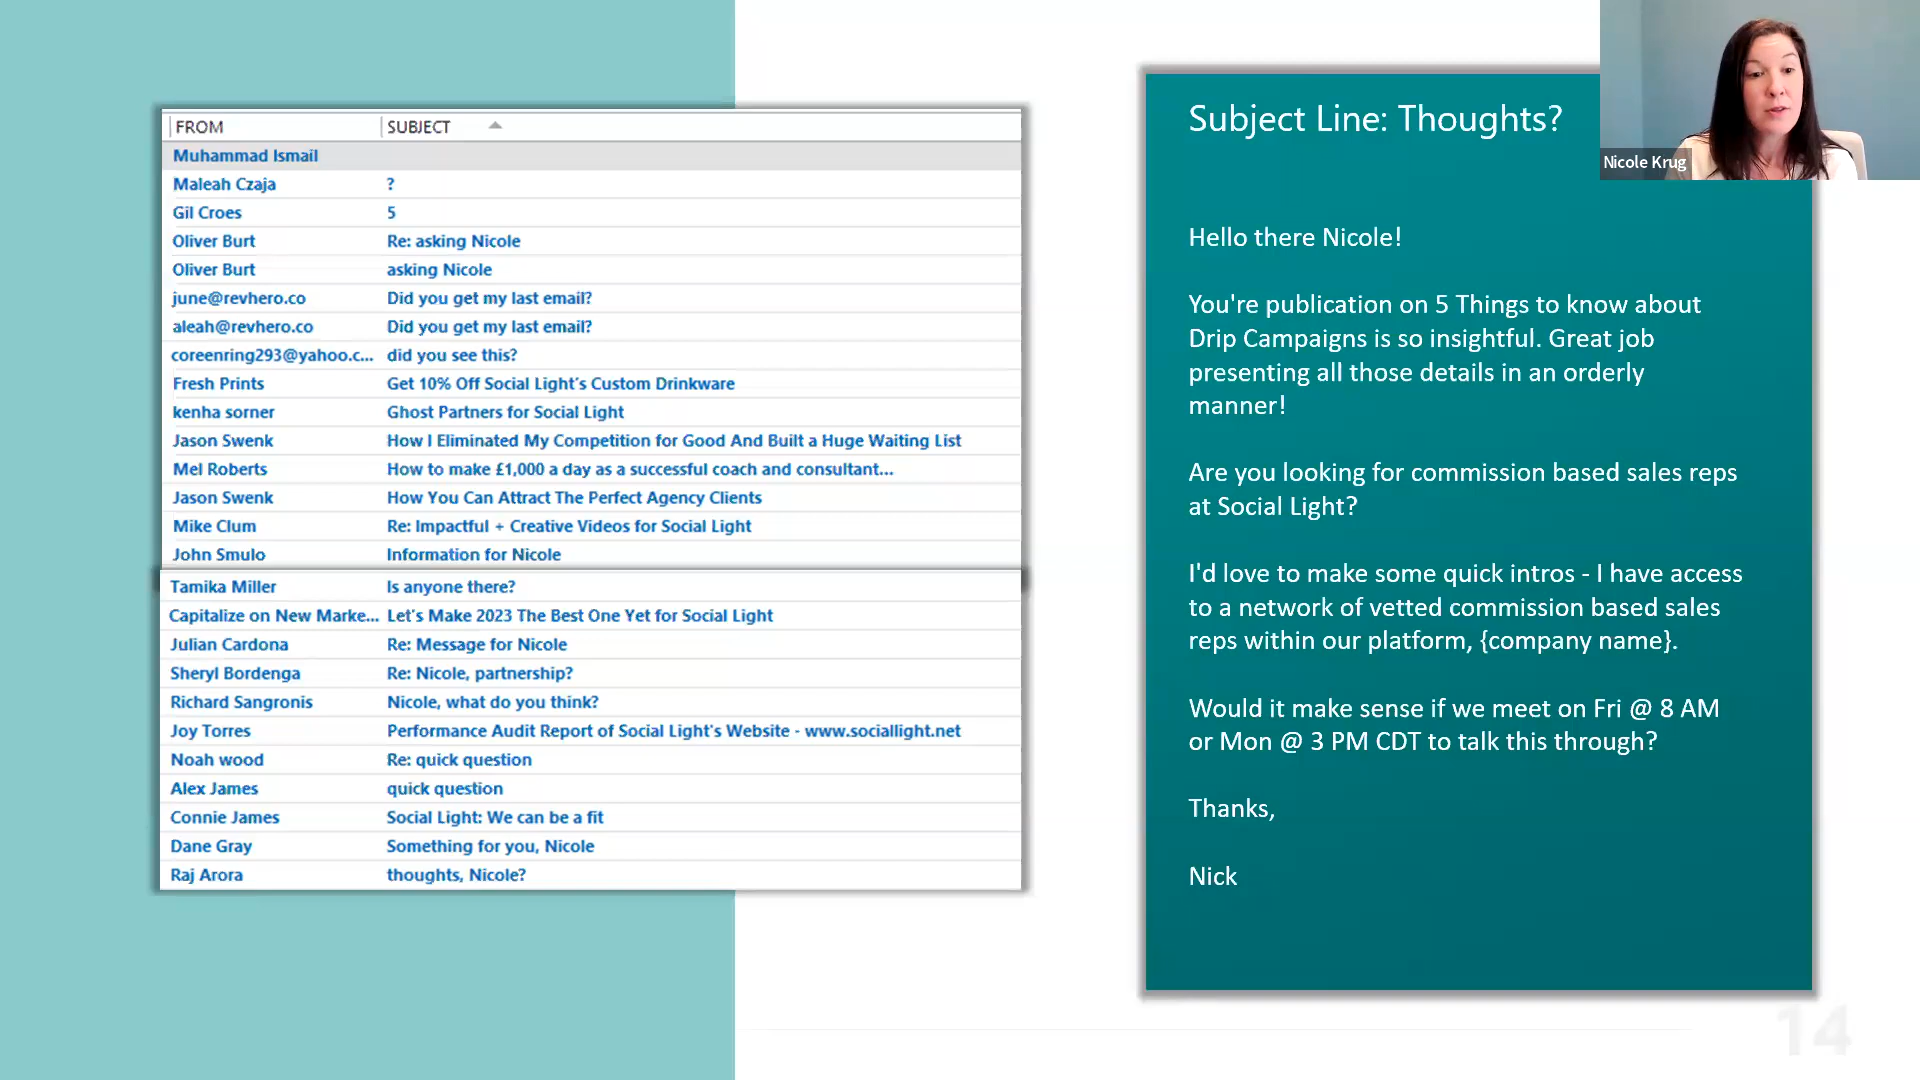 FROM SUBJECT
Muhammad Ismail
Maleah Czaja ?
Gil Croes 5
Oliver Burt Re: asking Nicole
Oliver Burt asking Nicole
june@revhero.co Did you get my last email?
aleah@revhero.co Did you get my last email?
coreenring293@yahoo.c... did you see this?
Fresh Prints Get 10% Off Social Light's Custom Drinkware
kenha sorner Ghost Partners for Social Light
Jason Swenk How I Eliminated My Competition for Good And Built a Huge Waiting List
Mel Roberts How to make £1,000 a day as a successful coach and consultant...
Jason Swenk How You Can Attract The Perfect Agency Clients
Mike Clum Re: Impactful + Creative Videos for Social Light
John Smulo Information for Nicole
Tamika Miller Is anyone there?
Capitalize on New Marke... Let's Make 2023 The Best One Yet for Social Light
Julian Cardona Re: Message for Nicole
Sheryl Bordenga Re: Nicole, partnership?
Richard Sangronis Nicole, what do you think?
Joy Torres Performance Audit Report of Social Light's Website - www.sociallight.net
Noah wood Re: quick question
Alex James quick question
Connie James Social Light: We can be a fit
Dane Gray Something for you, Nicole
Raj Arora thoughts, Nicole?
Subject Line: Thoughts?
Hello there Nicole!
You're publication on 5 Things to know about
Drip Campaigns is so insightful. Great job
presenting all those details in an orderly
manner!
Are you looking for commission based sales reps
at Social Light?
I'd love to make some quick intros - I have access
to a network of vetted commission based sales
reps within our platform, {company name}.
Would it make sense if we meet on Fri @ 8 AM
or Mon @ 3 PM CDT to talk this through?
Thanks,
Nick
Nicole Krug
14